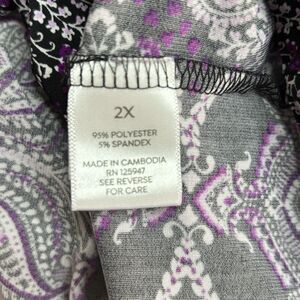 2X
95% POLYESTER
5% SPANDEX
MADE IN CAMBODIA
RN 125947
SEE REVERSE
FOR CARE